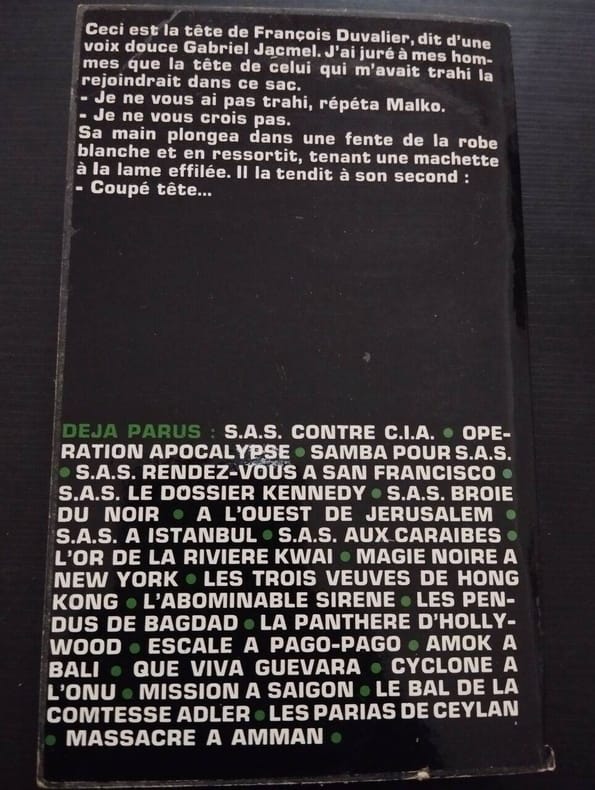 Ceci est la tête de François Duvalier, dit d'une
voix douce Gabriel Jacmel. J'ai juré à mes hom-
mes que la tête de celui qui m'avait trahi la
rejoindrait dans ce sac.
- Je ne vous ai pas trahi, répéta Malko.
- Je ne vous crois pas.
Sa main plongea dans une fente de la robe
blanche et en ressortit, tenant une machette
à la lame effilée. Il la tendit à son second :
- Coupé tête...
DEJA PARUS : S.A.S. CONTRE C.I.A. • OPE-
RATION APOCALYPSE • SAMBA POUR S.A.S.
• S.A.S. RENDEZ-VOUS A SAN FRANCISCO •
S.A.S. LE DOSSIER KENNEDY • S.A.S. BROIE
DU NOIR • A L'OUEST DE JERUSALEM •
S.A.S. A ISTANBUL • S.A.S. AUX CARAIBES •
L'OR DE LA RIVIERE KWAI • MAGIE NOIRE A
NEW YORK • LES TROIS VEUVES DE HONG
KONG • L'ABOMINABLE SIRENE • LES PEN-
DUS DE BAGDAD • LA PANTHERE D'HOLLY-
WOOD • ESCALE A PAGO-PAGO • AMOK A
BALI • QUE VIVA GUEVARA • CYCLONE A
L'ONU • MISSION A SAIGON • LE BAL DE LA
COMTESSE ADLER • LES PARIAS DE CEYLAN
• MASSACRE A AMMAN •